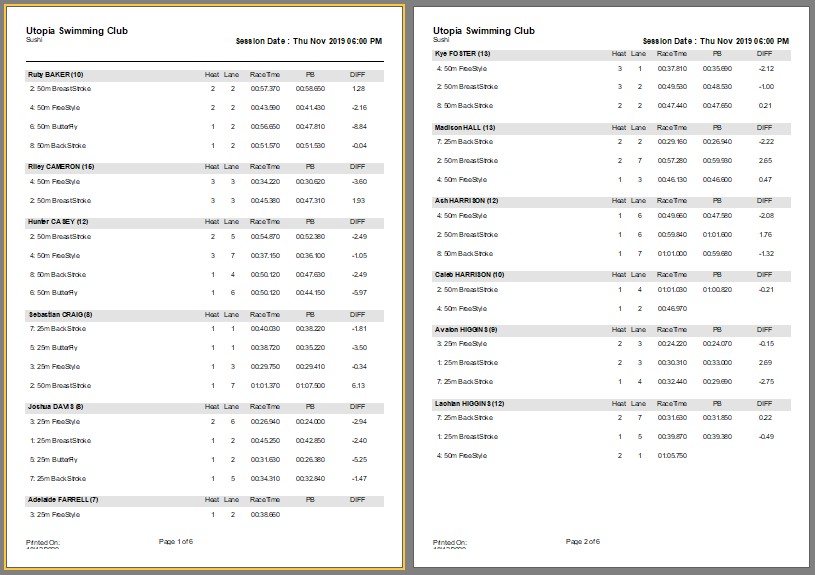 Utopia Swimming Club
Sushi
Session Date : Thu Nov 2019 06:00 PM
Ruby BAKER (10) Heat Lane RaceTime PB DIFF
2: 50m BreastStroke 2 2 00:57.370 00:58.650 1.28
4: 50m FreeStyle 2 2 00:43.590 00:41.430 -2.16
6: 50m Butterfly 1 2 00:56.650 00:47.810 -8.84
8: 50m BackStroke 1 2 00:51.570 00:51.530 -0.04
Riley CAMERON (15) Heat Lane RaceTime PB DIFF
4: 50m FreeStyle 3 3 00:34.220 00:30.620 -3.60
2: 50m BreastStroke 3 3 00:45.380 00:47.310 1.93
Hunter CASEY (12) Heat Lane RaceTime PB DIFF
2: 50m BreastStroke 2 5 00:54.870 00:52.380 -2.49
4: 50m FreeStyle 3 7 00:37.150 00:36.100 -1.05
8: 50m BackStroke 1 4 00:50.120 00:47.630 -2.49
6: 50m Butterfly 1 6 00:50.120 00:44.150 -5.97
Sebastian CRAIG (8) Heat Lane RaceTime PB DIFF
7: 25m BackStroke 1 1 00:40.030 00:38.220 -1.81
5: 25m Butterfly 1 1 00:38.720 00:35.220 -3.50
3: 25m FreeStyle 1 3 00:29.750 00:29.410 -0.34
2: 50m BreastStroke 1 7 01:01.370 01:07.500 6.13
Joshua DAVIS (8) Heat Lane RaceTime PB DIFF
3: 25m FreeStyle 2 6 00:26.940 00:24.000 -2.94
1: 25m BreastStroke 1 2 00:45.250 00:42.850 -2.40
5: 25m Butterfly 1 2 00:31.630 00:26.380 -5.25
7: 25m BackStroke 1 5 00:34.310 00:32.840 -1.47
Adelaide FARRELL (7) Heat Lane RaceTime PB DIFF
3: 25m FreeStyle 1 2 00:38.660
Printed On:
Page 1 of 6
Utopia Swimming Club
Sushi
Session Date : Thu Nov 2019 06:00 PM
Kye FOSTER (13) Heat Lane RaceTime PB DIFF
4: 50m FreeStyle 3 1 00:37.810 00:35.690 -2.12
2: 50m BreastStroke 3 2 00:49.530 00:48.530 -1.00
8: 50m BackStroke 2 2 00:47.440 00:47.650 0.21
Madison HALL (13) Heat Lane RaceTime PB DIFF
7: 25m BackStroke 2 2 00:29.160 00:26.940 -2.22
2: 50m BreastStroke 2 7 00:57.280 00:59.930 2.65
4: 50m FreeStyle 1 3 00:46.130 00:46.600 0.47
Ash HARRISON (12) Heat Lane RaceTime PB DIFF
4: 50m FreeStyle 1 6 00:49.660 00:47.580 -2.08
2: 50m BreastStroke 1 6 00:59.840 01:01.600 1.76
8: 50m BackStroke 1 7 01:01.000 00:59.680 -1.32
Caleb HARRISON (10) Heat Lane RaceTime PB DIFF
2: 50m BreastStroke 1 4 01:01.030 01:00.820 -0.21
4: 50m FreeStyle 1 2 00:46.970
Avalon HIGGINS (9) Heat Lane RaceTime PB DIFF
3: 25m FreeStyle 2 3 00:24.220 00:24.070 -0.15
1: 25m BreastStroke 2 3 00:30.310 00:33.000 2.69
7: 25m BackStroke 1 4 00:32.440 00:29.690 -2.75
Lachlan HIGGINS (12) Heat Lane RaceTime PB DIFF
7: 25m BackStroke 2 7 00:31.630 00:31.850 0.22
1: 25m BreastStroke 1 5 00:39.870 00:39.380 -0.49
4: 50m FreeStyle 2 1 01:05.750
Printed On:
Page 2 of 6